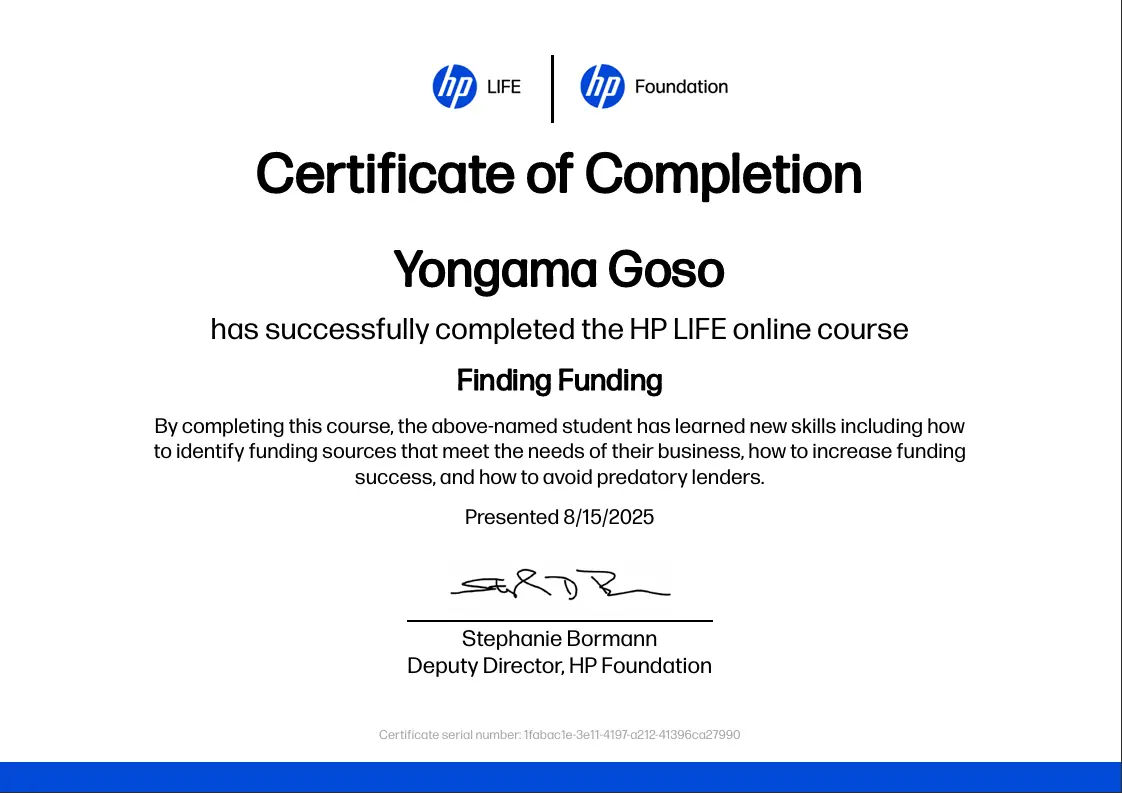 hp LIFE hp Foundation
Certificate of Completion
Yongama Goso
has successfully completed the HP LIFE online course
Finding Funding
By completing this course, the above-named student has learned new skills including how
to identify funding sources that meet the needs of their business, how to increase funding
success, and how to avoid predatory lenders.
Presented 8/15/2025
Stephanie Bormann
Deputy Director, HP Foundation
Certificate serial number: 1fabac1e-3e11-4197-a212-41396ca27990